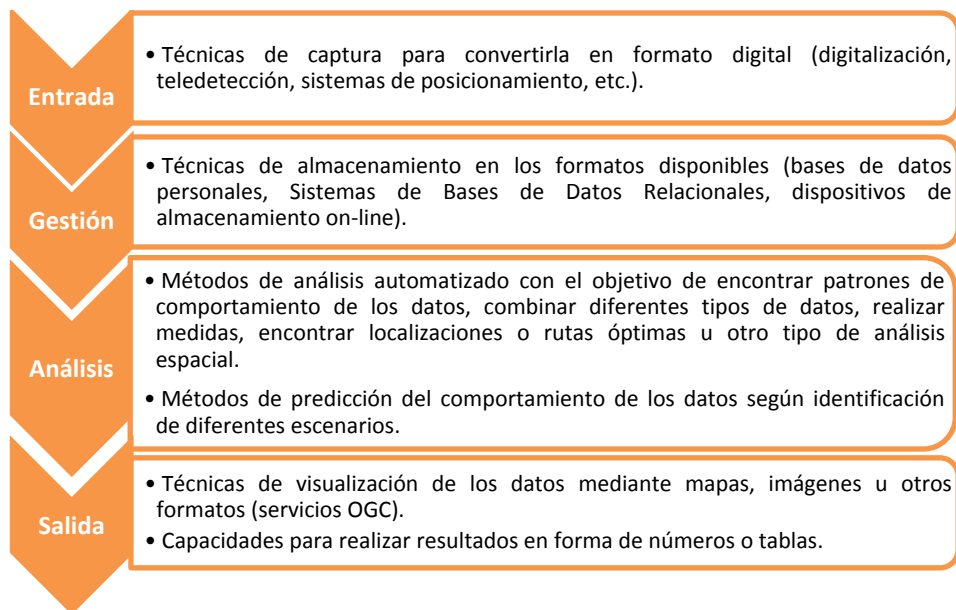 Entrada
• Técnicas de captura para convertirla en formato digital (digitalización,
teledetección, sistemas de posicionamiento, etc.).
Gestión
• Técnicas de almacenamiento en los formatos disponibles (bases de datos
personales, Sistemas de Bases de Datos Relacionales, dispositivos de
almacenamiento on-line).
Análisis
• Métodos de análisis automatizado con el objetivo de encontrar patrones de
comportamiento de los datos, combinar diferentes tipos de datos, realizar
medidas, encontrar localizaciones o rutas óptimas u otro tipo de análisis
espacial.
• Métodos de predicción del comportamiento de los datos según identificación
de diferentes escenarios.
Salida
• Técnicas de visualización de los datos mediante mapas, imágenes u otros
formatos (servicios OGC).
• Capacidades para realizar resultados en forma de números o tablas.